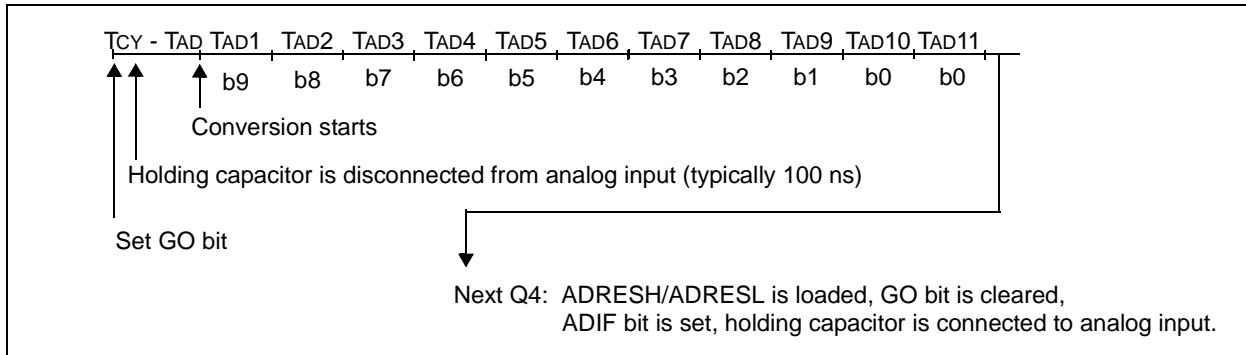 TCY - TAD TAD1 TAD2 TAD3 TAD4 TAD5 TAD6 TAD7 TAD8 TAD9 TAD10 TAD11
b9 b8 b7 b6 b5 b4 b3 b2 b1 b0 b0
Conversion starts
Holding capacitor is disconnected from analog input (typically 100 ns)
Set GO bit
Next Q4: ADRESH/ADRESL is loaded, GO bit is cleared,
ADIF bit is set, holding capacitor is connected to analog input.